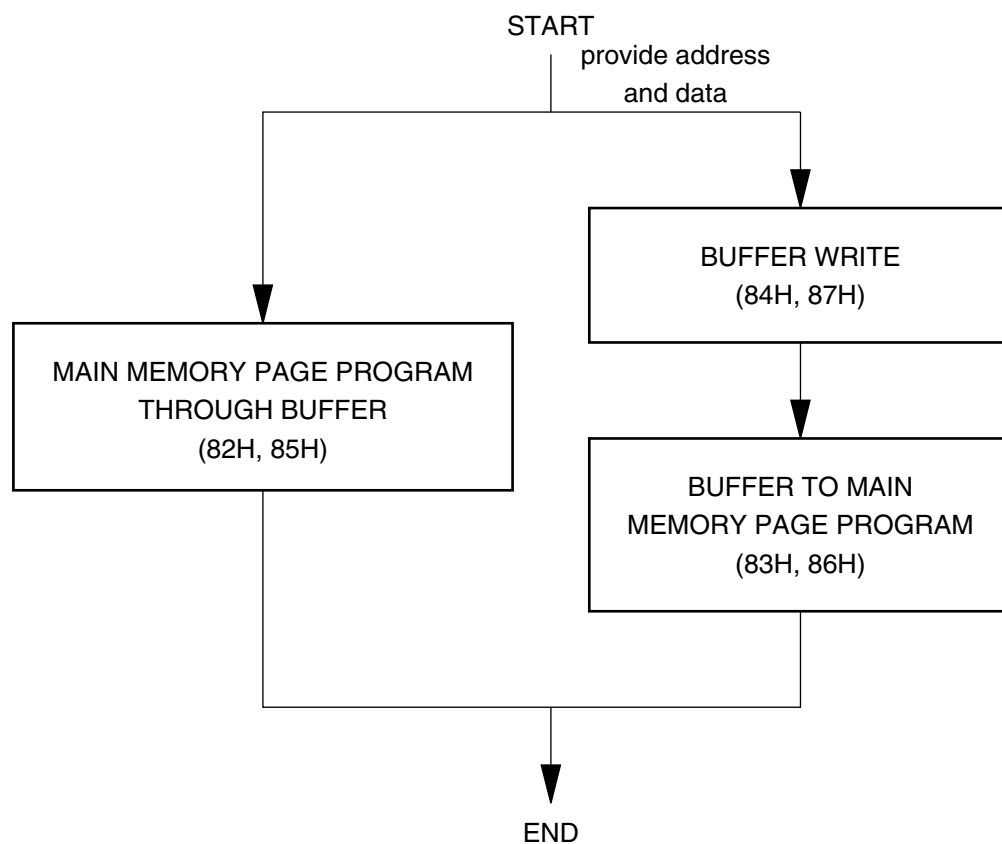 START
provide address
and data
BUFFER WRITE
(84H, 87H)
MAIN MEMORY PAGE PROGRAM
THROUGH BUFFER
(82H, 85H)
BUFFER TO MAIN
MEMORY PAGE PROGRAM
(83H, 86H)
END